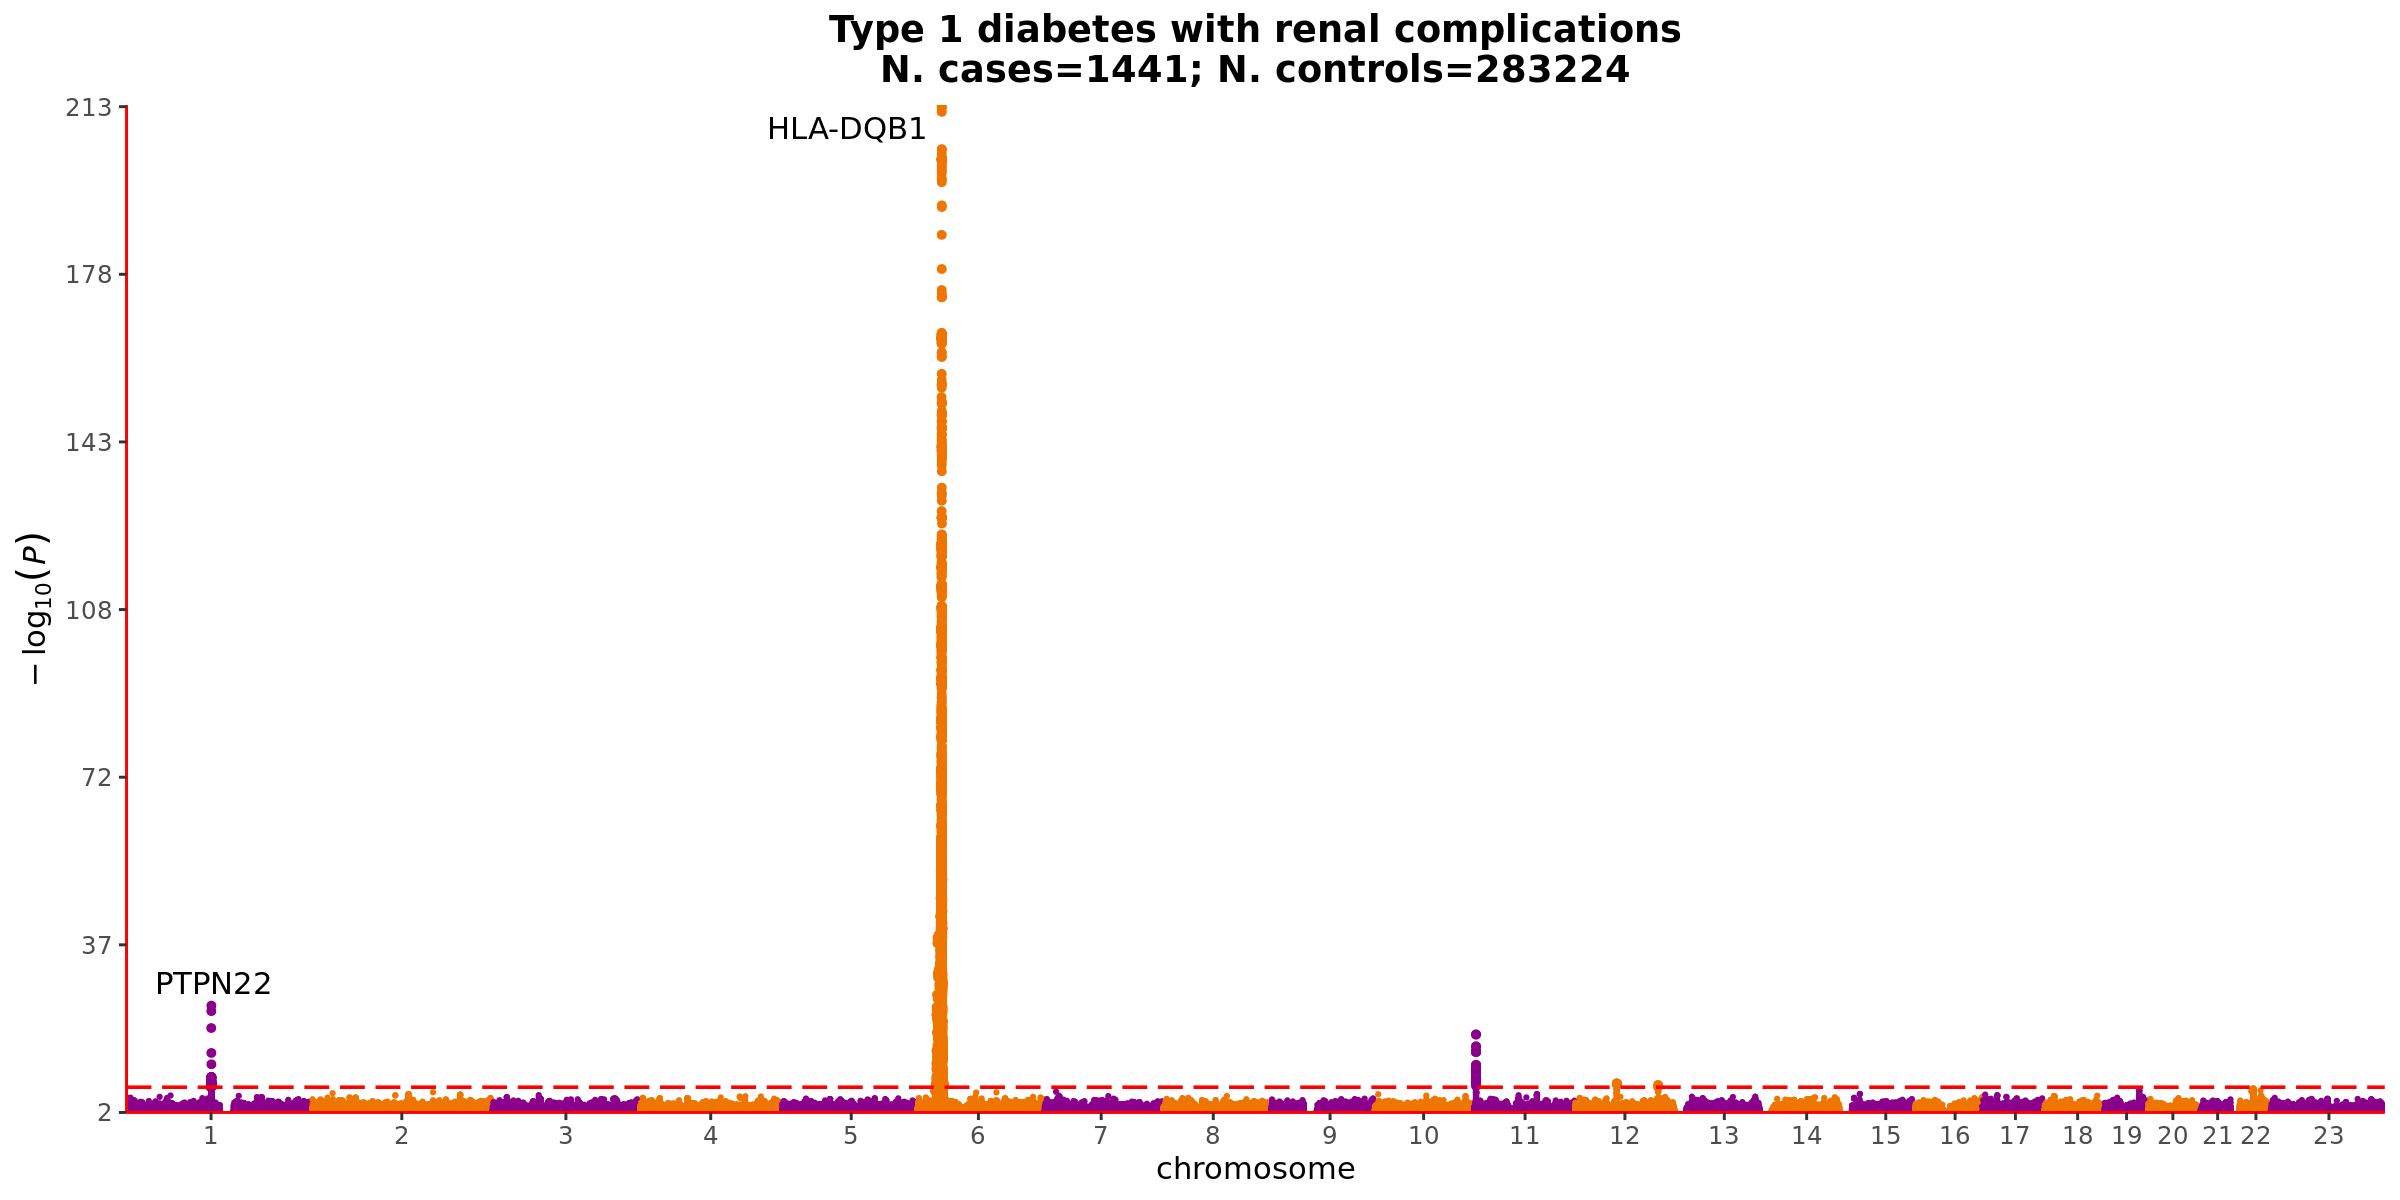 Type 1 diabetes with renal complications
N. cases=1441; N. controls=283224
213
178
143
108
72
37
2
−log10(P)
HLA-DQB1
PTPN22
1 2 3 4 5 6 7 8 9 10 11 12 13 14 15 16 17 18 19 20 21 22 23
chromosome